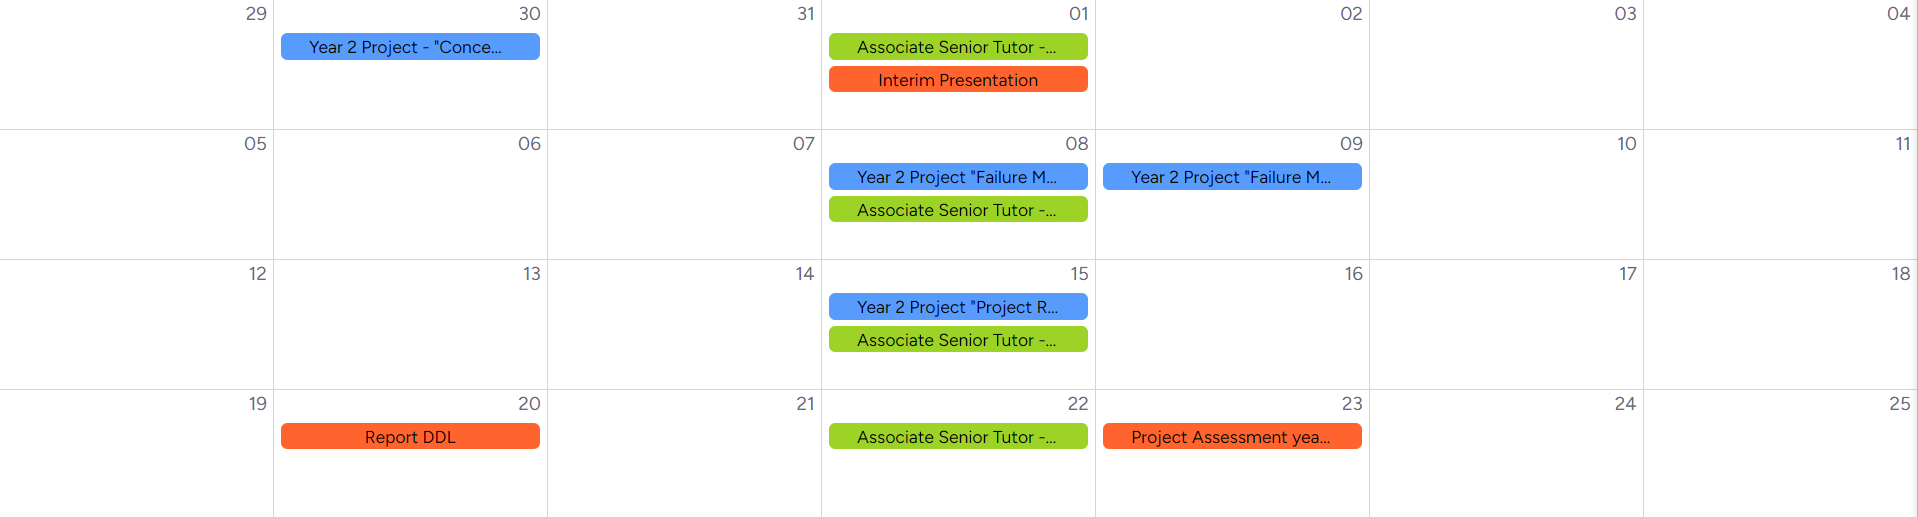 29 30 31 01 02 03 04
Year 2 Project - "Conce... Associate Senior Tutor -...
Interim Presentation
05 06 07 08 09 10 11
Year 2 Project "Failure M... Year 2 Project "Failure M...
Associate Senior Tutor -...
12 13 14 15 16 17 18
Year 2 Project "Project R...
Associate Senior Tutor -...
19 20 21 22 23 24 25
Report DDL Associate Senior Tutor -... Project Assessment yea...